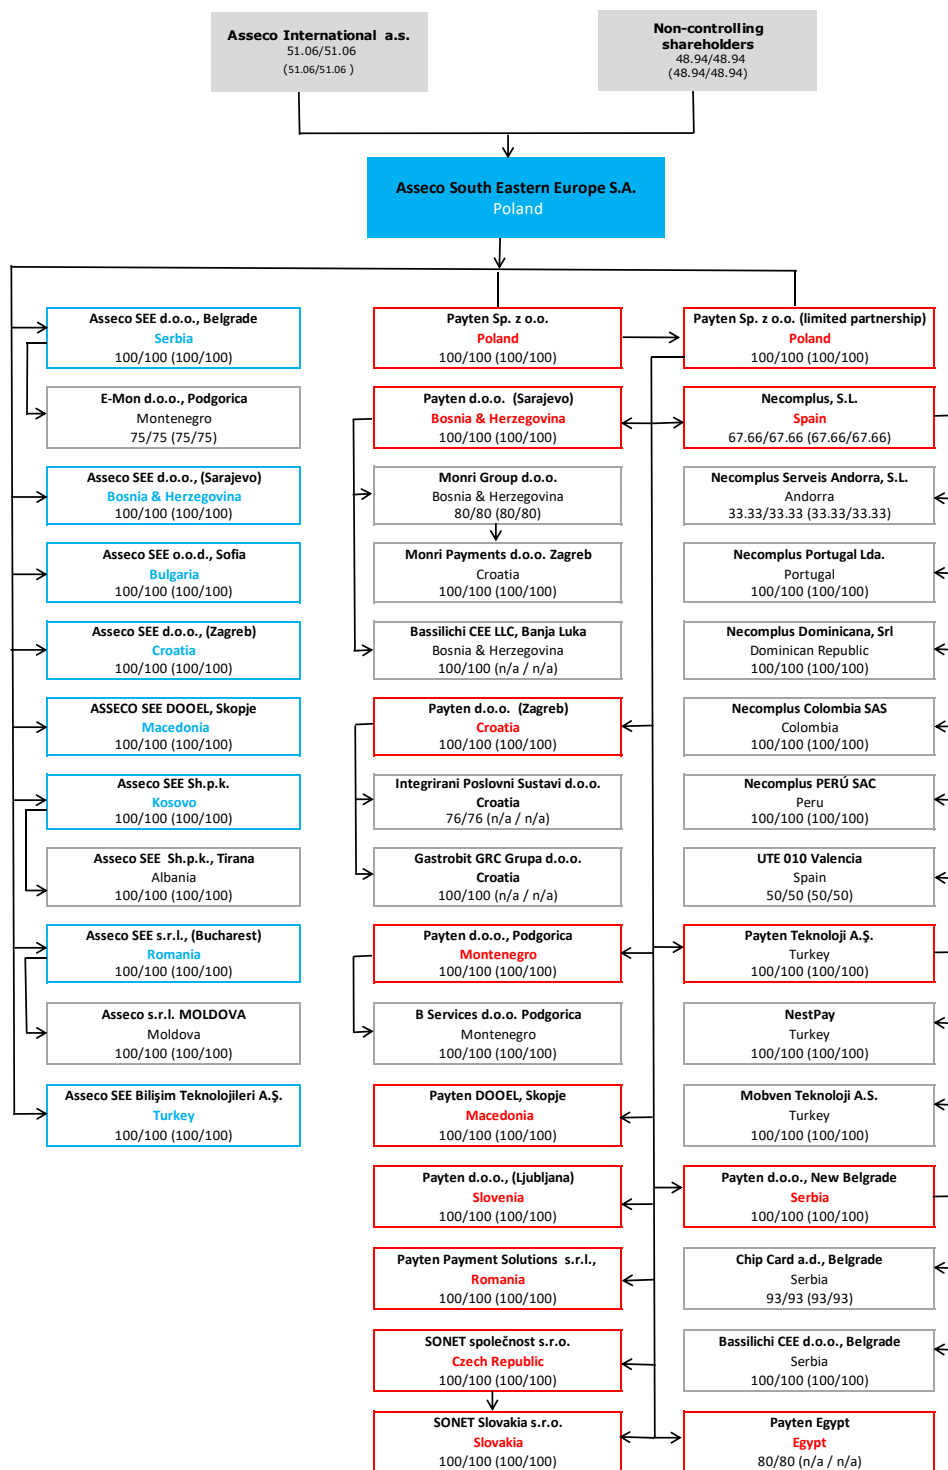 Asseco International a.s.
51.06/51.06
(51.06/51.06 )
Non-controlling
shareholders
48.94/48.94
(48.94/48.94)
Asseco South Eastern Europe S.A.
Poland
Asseco SEE d.o.o., Belgrade
Serbia
100/100 (100/100)
E-Mon d.o.o., Podgorica
Montenegro
75/75 (75/75)
Asseco SEE d.o.o., (Sarajevo)
Bosnia & Herzegovina
100/100 (100/100)
Asseco SEE o.o.d., Sofia
Bulgaria
100/100 (100/100)
Asseco SEE d.o.o., (Zagreb)
Croatia
100/100 (100/100)
ASSECO SEE DOOEL, Skopje
Macedonia
100/100 (100/100)
Asseco SEE Sh.p.k.
Kosovo
100/100 (100/100)
Asseco SEE Sh.p.k., Tirana
Albania
100/100 (100/100)
Asseco SEE s.r.l., (Bucharest)
Romania
100/100 (100/100)
Asseco s.r.l. MOLDOVA
Moldova
100/100 (100/100)
Asseco SEE Bilişim Teknolojileri A.Ş.
Turkey
100/100 (100/100)
Payten Sp. z o.o.
Poland
100/100 (100/100)
Payten d.o.o. (Sarajevo)
Bosnia & Herzegovina
100/100 (100/100)
Monri Group d.o.o.
Bosnia & Herzegovina
80/80 (80/80)
Monri Payments d.o.o. Zagreb
Croatia
100/100 (100/100)
Bassilichi CEE LLC, Banja Luka
Bosnia & Herzegovina
100/100 (n/a / n/a)
Payten d.o.o. (Zagreb)
Croatia
100/100 (100/100)
Integrirani Poslovni Sustavi d.o.o.
Croatia
76/76 (n/a / n/a)
Gastrobit GRC Grupa d.o.o.
Croatia
100/100 (n/a / n/a)
Payten d.o.o., Podgorica
Montenegro
100/100 (100/100)
B Services d.o.o. Podgorica
Montenegro
100/100 (100/100)
Payten DOOEL, Skopje
Macedonia
100/100 (100/100)
Payten d.o.o., (Ljubljana)
Slovenia
100/100 (100/100)
Payten Payment Solutions s.r.l.,
Romania
100/100 (100/100)
SONET společnost s.r.o.
Czech Republic
100/100 (100/100)
SONET Slovakia s.r.o.
Slovakia
100/100 (100/100)
Payten Sp. z o.o. (limited partnership)
Poland
100/100 (100/100)
Necomplus, S.L.
Spain
67.66/67.66 (67.66/67.66)
Necomplus Serveis Andorra, S.L.
Andorra
33.33/33.33 (33.33/33.33)
Necomplus Portugal Lda.
Portugal
100/100 (100/100)
Necomplus Dominicana, Srl
Dominican Republic
100/100 (100/100)
Necomplus Colombia SAS
Colombia
100/100 (100/100)
Necomplus PERÚ SAC
Peru
100/100 (100/100)
UTE 010 Valencia
Spain
50/50 (50/50)
Payten Teknoloji A.Ş.
Turkey
100/100 (100/100)
NestPay
Turkey
100/100 (100/100)
Mobven Teknoloji A.S.
Turkey
100/100 (100/100)
Payten d.o.o., New Belgrade
Serbia
100/100 (100/100)
Chip Card a.d., Belgrade
Serbia
93/93 (93/93)
Bassilichi CEE d.o.o., Belgrade
Serbia
100/100 (100/100)
Payten Egypt
Egypt
80/80 (n/a / n/a)